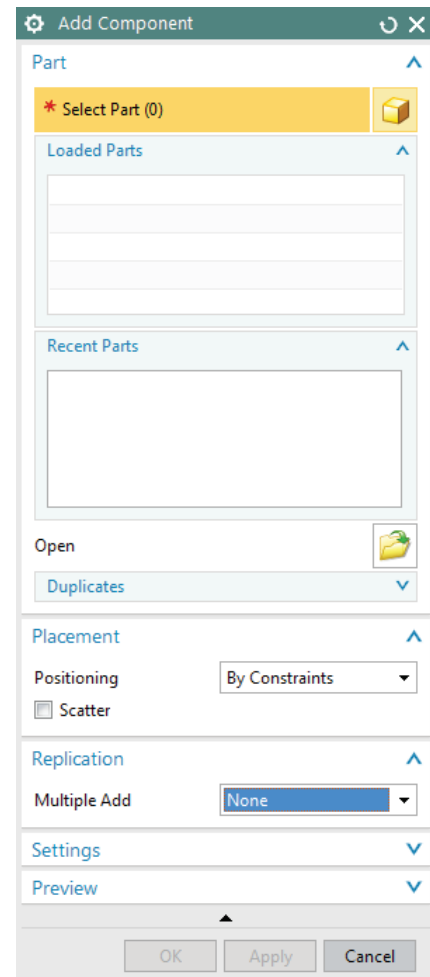 Add Component
Part
* Select Part (0)
Loaded Parts
Recent Parts
Open
Duplicates
Placement
Positioning By Constraints
Scatter
Replication
Multiple Add None
Settings
Preview
OK Apply Cancel